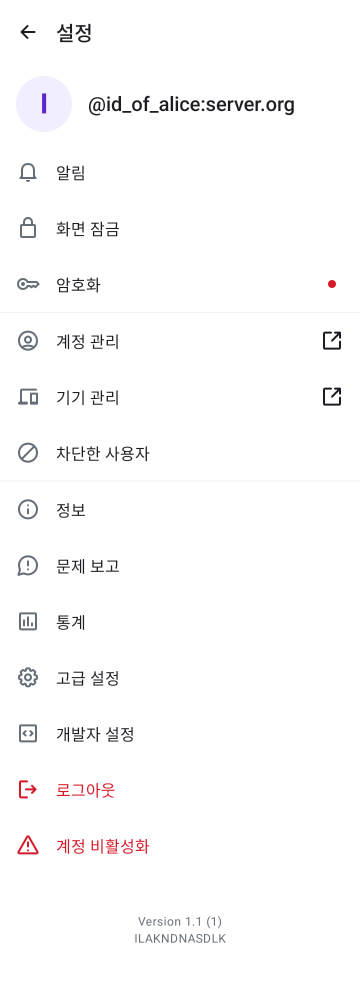 설정
I
@id_of_alice:server.org
알림
화면 잠금
암호화
계정 관리
기기 관리
차단한 사용자
정보
문제 보고
통계
고급 설정
개발자 설정
로그아웃
계정 비활성화
Version 1.1 (1)
ILAKNDNASDLK